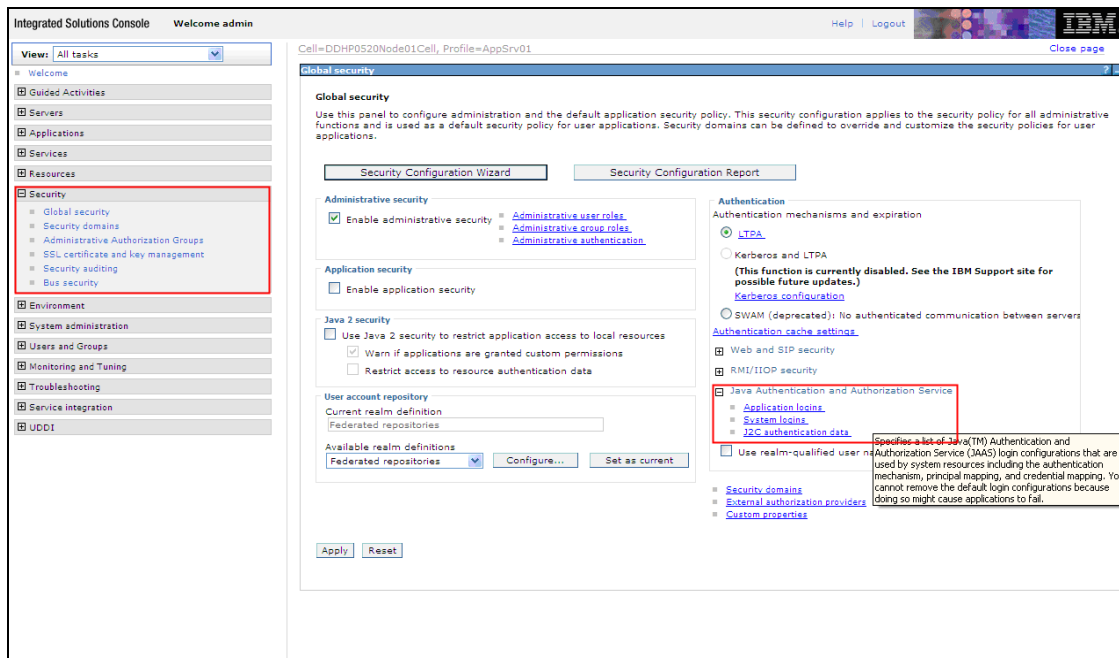 Integrated Solutions Console Welcome admin
Help | Logout
IBM
View: All tasks
Welcome
Guided Activities
Servers
Applications
Services
Resources
Security
Global security
Security domains
Administrative Authorization Groups
SSL certificate and key management
Security auditing
Bus security
Environment
System administration
Users and Groups
Monitoring and Tuning
Troubleshooting
Service integration
UDDI
Cell=DDHP0520Node01Cell, Profile=AppSrv01
Close page
Global security
?
Global security
Use this panel to configure administration and the default application security policy. This security configuration applies to the security policy for all administrative
functions and is used as a default security policy for user applications. Security domains can be defined to override and customize the security policies for user
applications.
Security Configuration Wizard
Security Configuration Report
Administrative security
Enable administrative security
Administrative user roles
Administrative group roles
Administrative authentication
Application security
Enable application security
Java 2 security
Use Java 2 security to restrict application access to local resources
Warn if applications are granted custom permissions
Restrict access to resource authentication data
User account repository
Current realm definition
Federated repositories
Available realm definitions
Federated repositories
Configure...
Set as current
Apply
Reset
Authentication
Authentication mechanisms and expiration
LTPA
Kerberos and LTPA
(This function is currently disabled. See the IBM Support site for
possible future updates.)
Kerberos configuration
SWAM (deprecated): No authenticated communication between servers
Authentication cache settings
Web and SIP security
RMI/IIOP security
Java Authentication and Authorization Service
Application logins
System logins
J2C authentication data
Use realm-qualified user na
Specifies a list of Java(TM) Authentication and
Authorization Service (JAAS) login configurations that are
used by system resources including the authentication
mechanism, principal mapping, and credential mapping. Yo
cannot remove the default login configurations because
doing so might cause applications to fail.
Security domains
External authorization providers
Custom properties